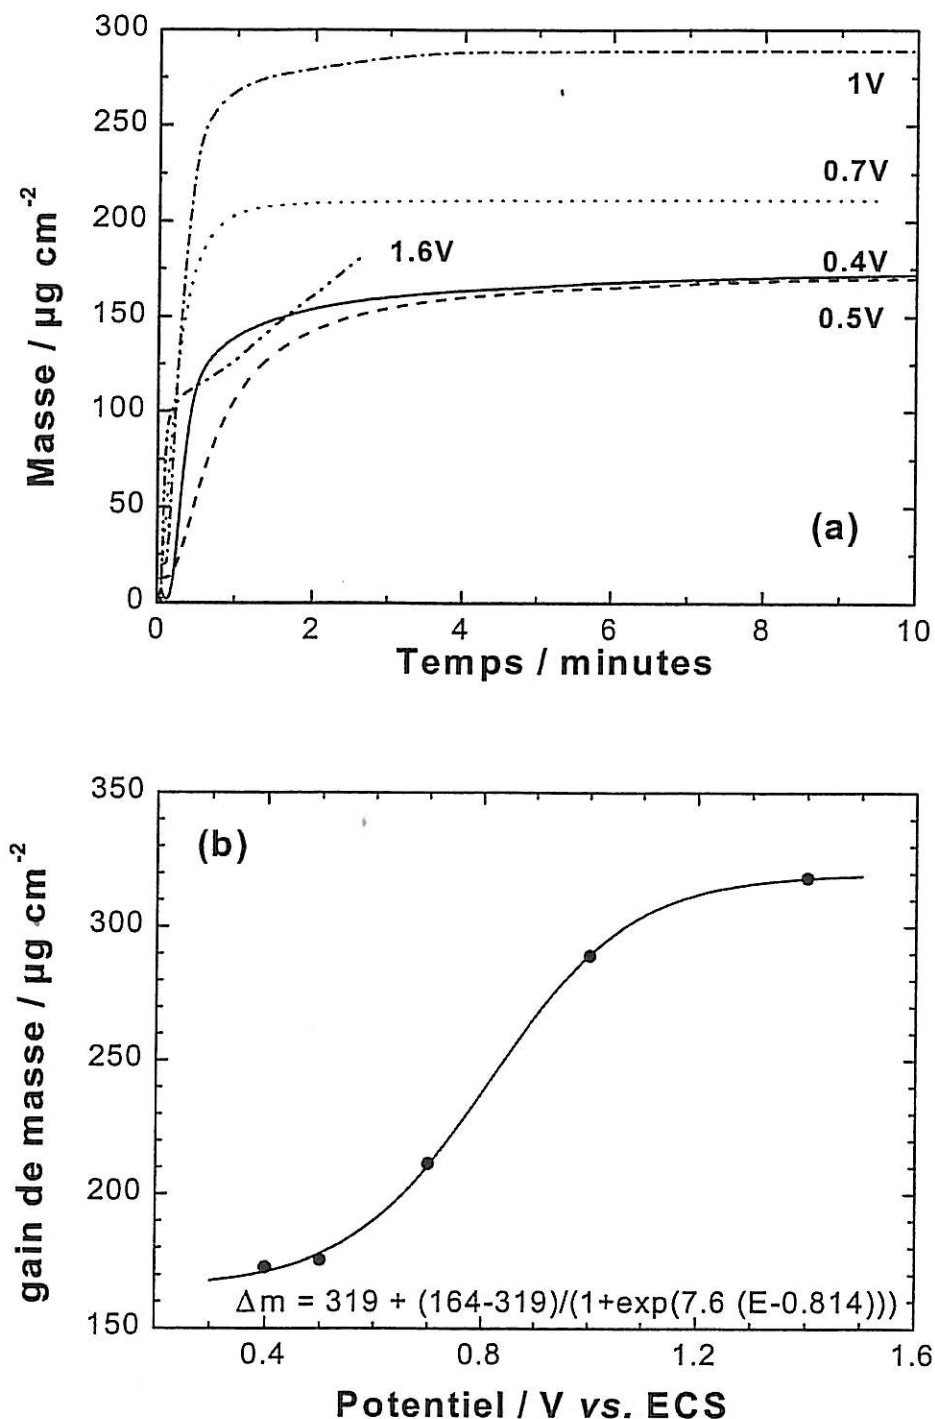 300
250
200
150
100
50
0
Masse / µg cm⁻²
1V
0.7V
1.6V
0.4V
0.5V
(a)
0 2 4 6 8 10
Temps / minutes
350
300
250
200
150
gain de masse / µg cm⁻²
(b)
Δm = 319 + (164-319)/(1+exp(7.6 (E-0.814)))
0.4 0.8 1.2 1.6
Potentiel / V vs. ECS